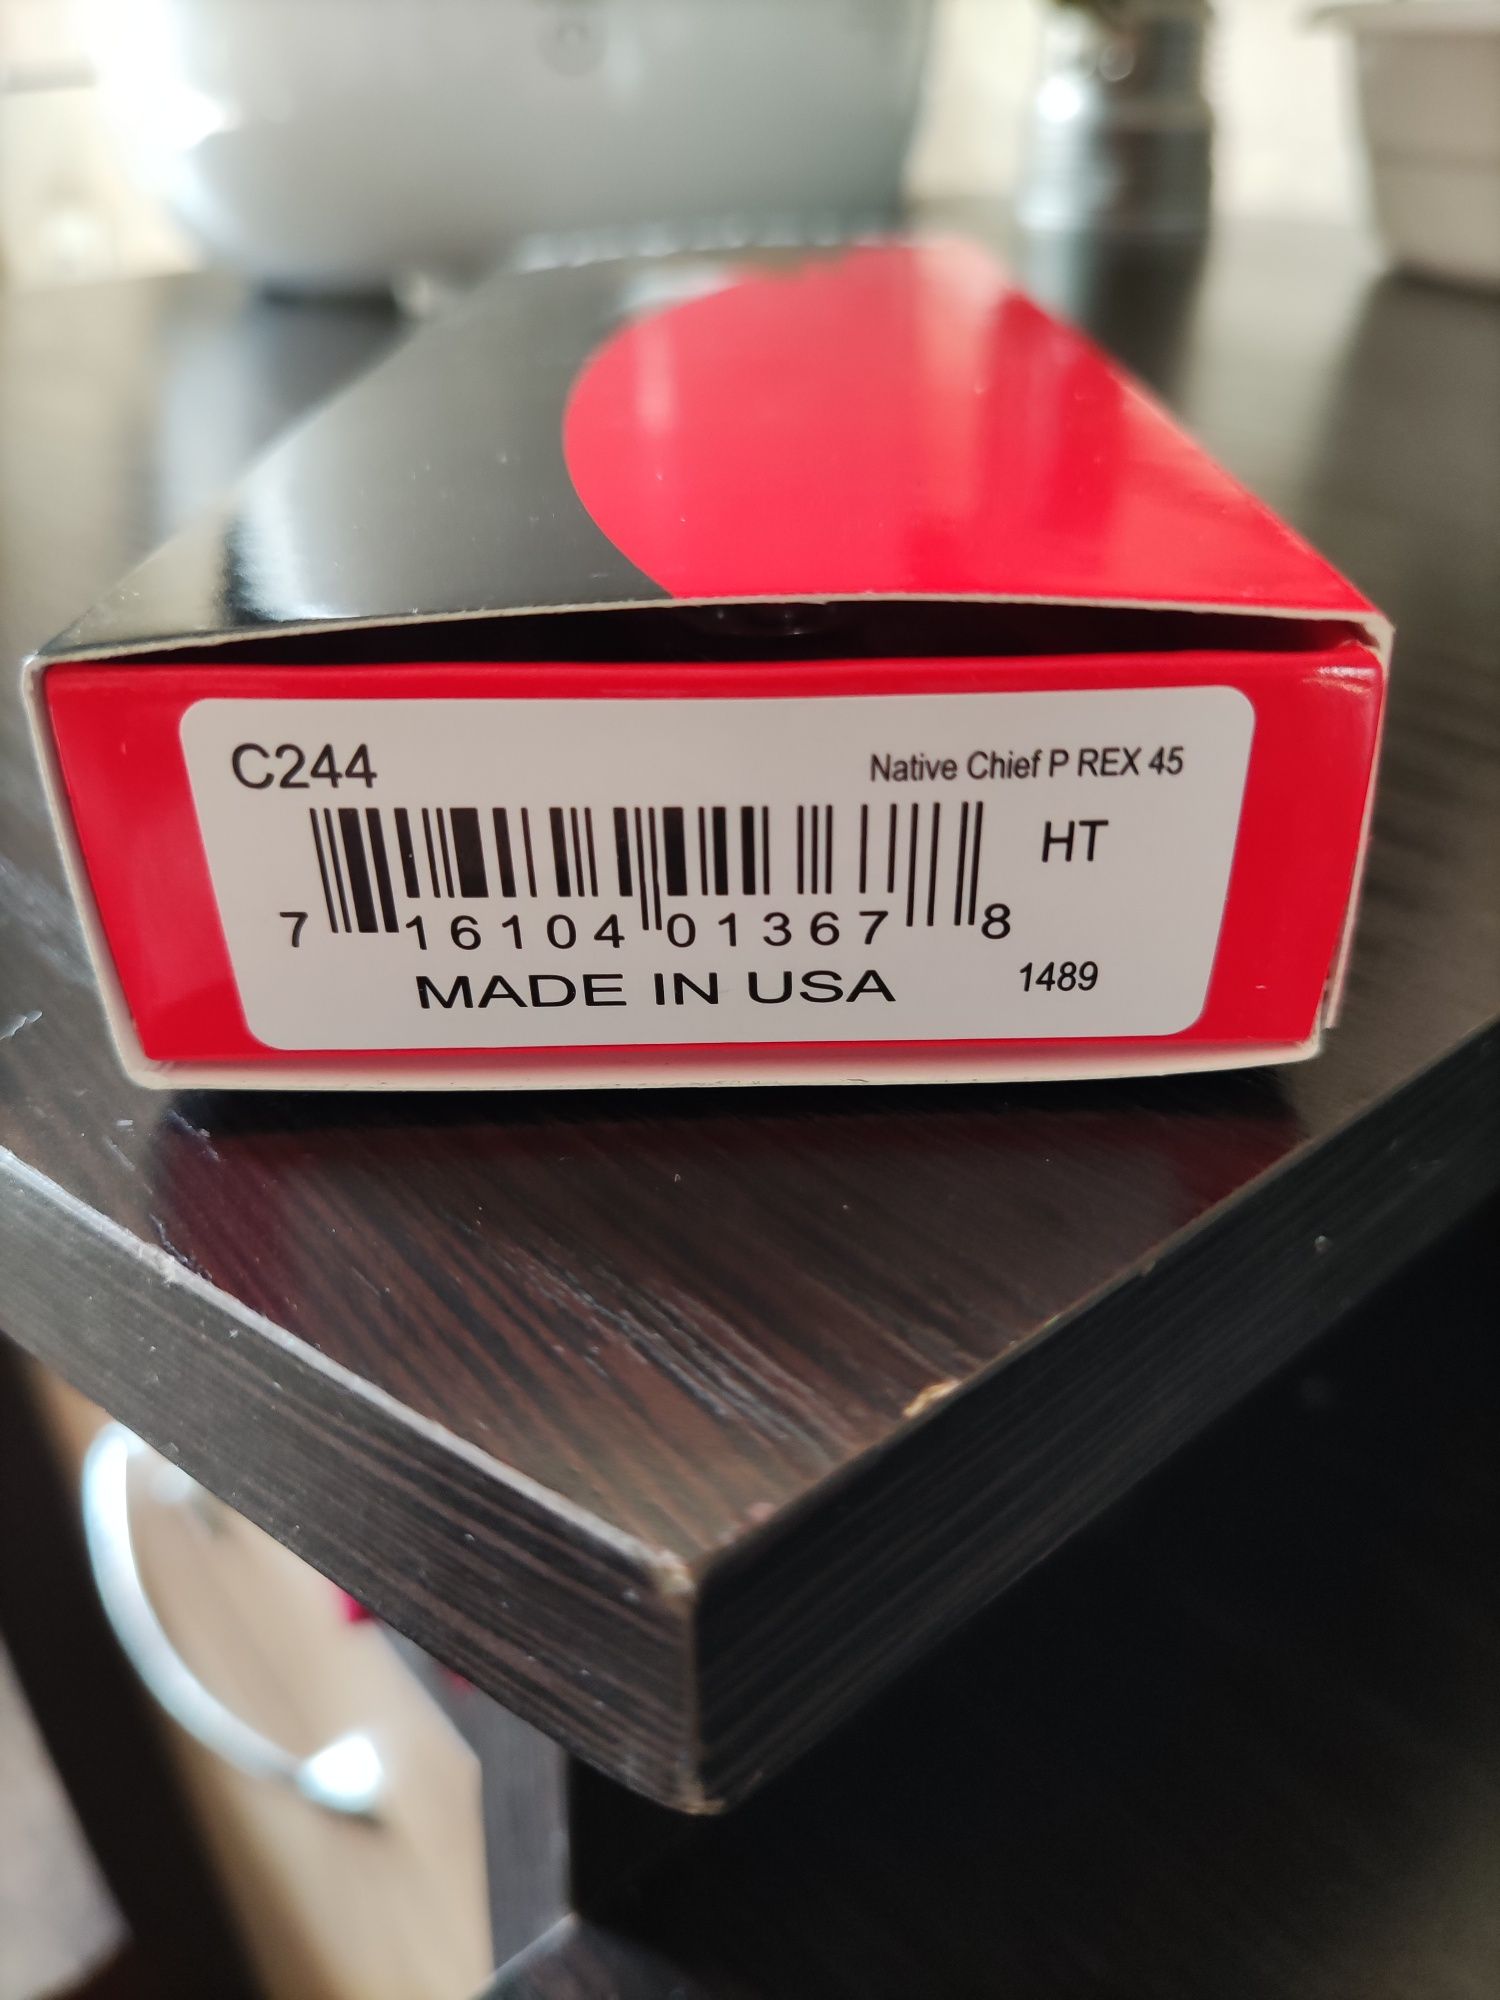 C244
Native Chief P REX 45
HT
7 16104 01367 8
MADE IN USA
1489